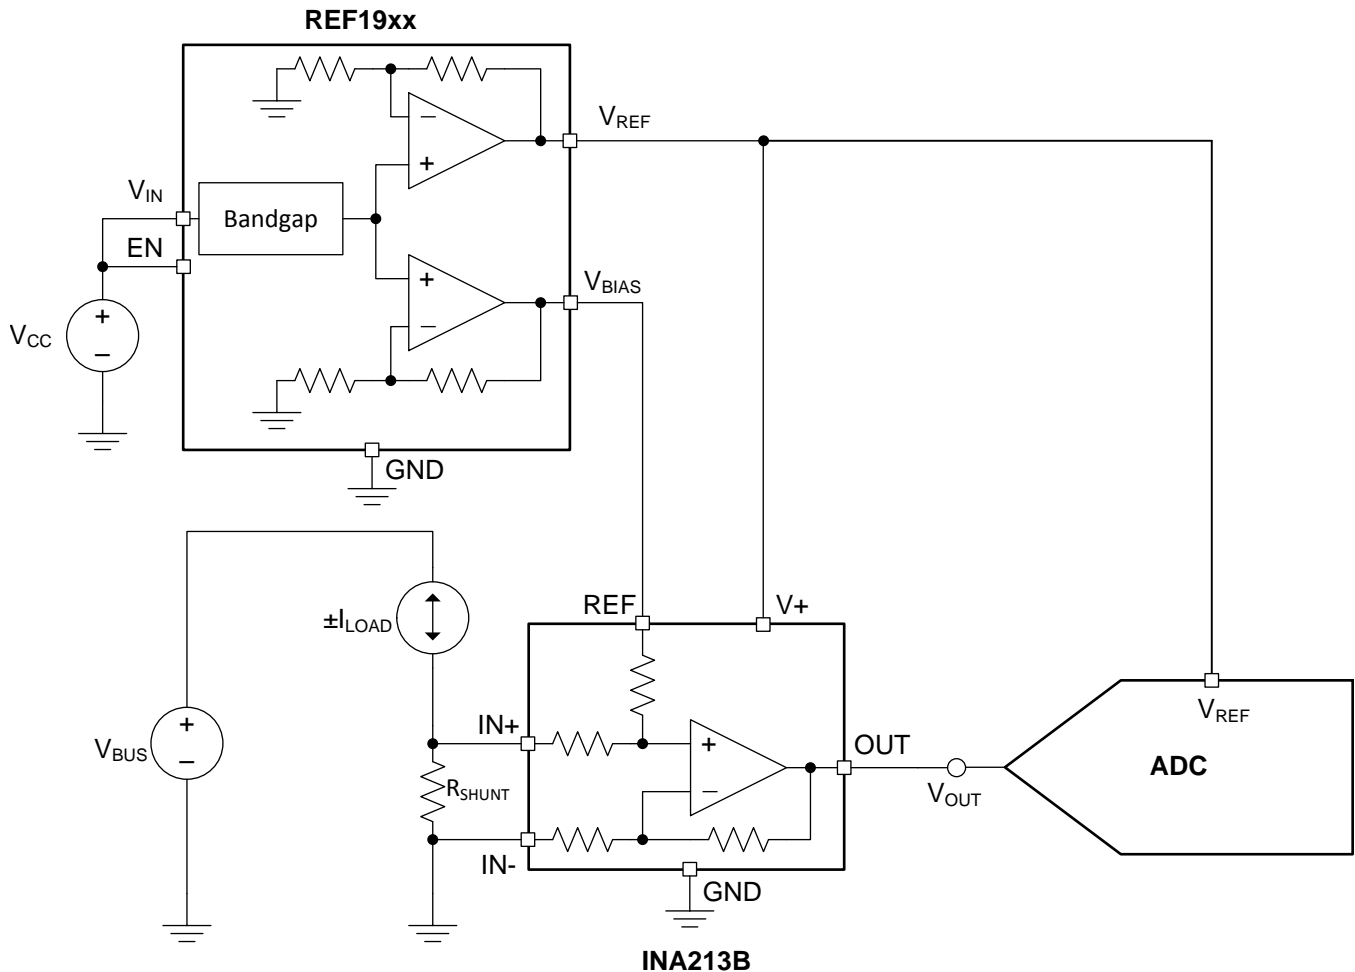 REF19xx
VREF
VIN
Bandgap
EN
VBIAS
VCC
GND
REF
V+
±ILOAD
IN+
OUT
VREF
VBUS
RSHUNT
ADC
VOUT
IN-
GND
INA213B